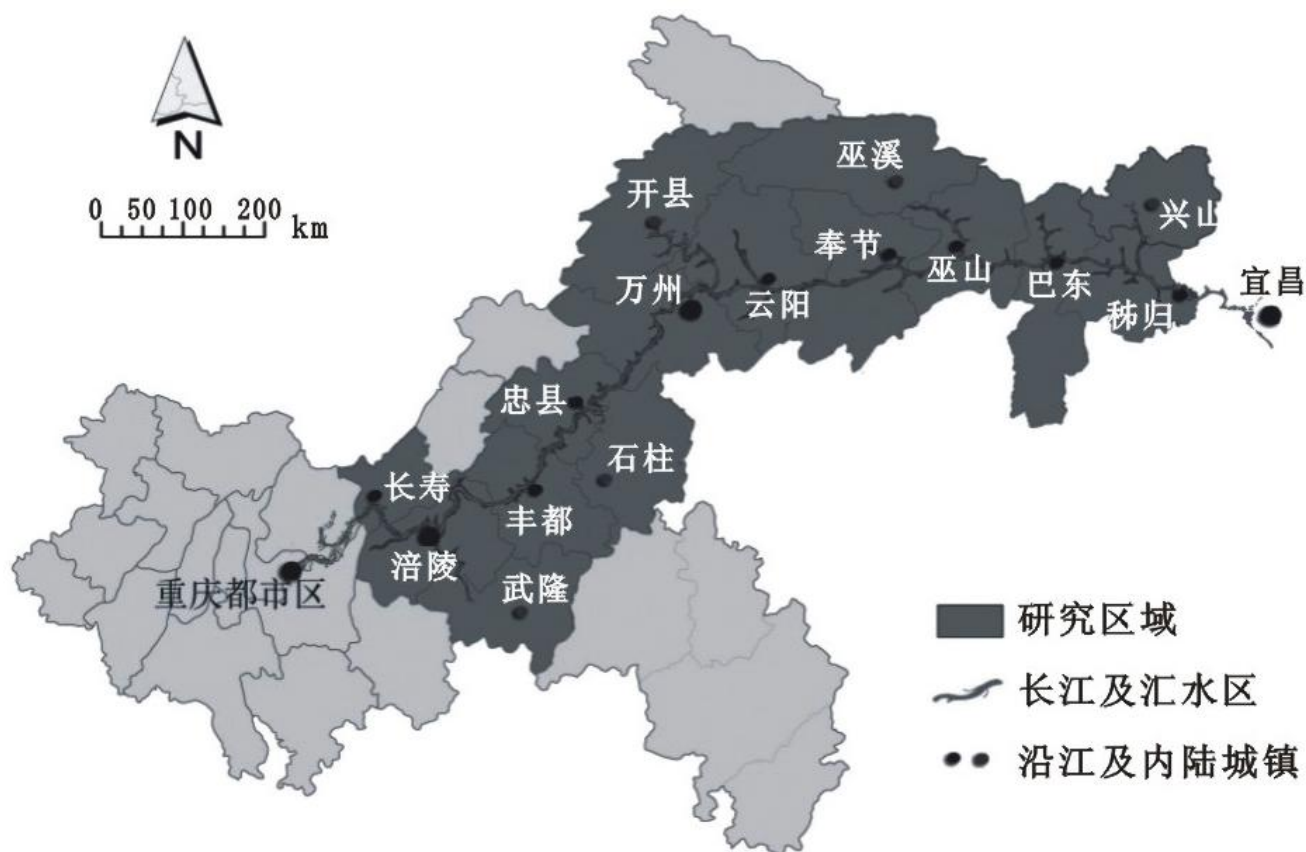 N
0 50 100 200 km
巫溪
开县
兴山
奉节
巫山
万州
云阳
巴东
宜昌
秭归
忠县
石柱
长寿
丰都
涪陵
重庆都市区
武隆
研究区域
长江及汇水区
沿江及内陆城镇